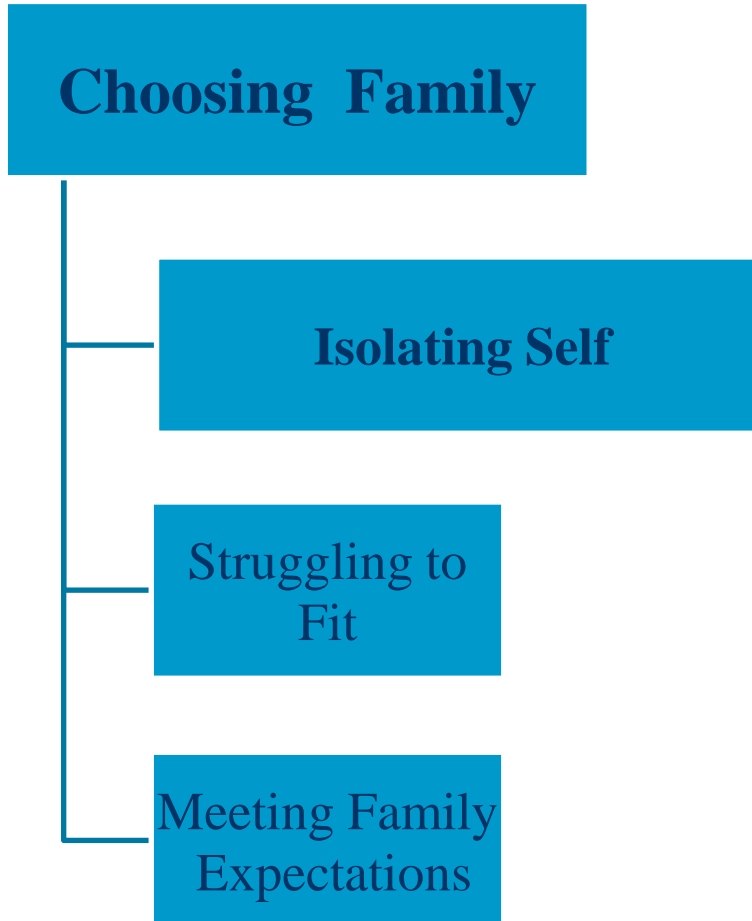 Choosing  Family
Isolating Self
Struggling to
Fit
Meeting Family
Expectations